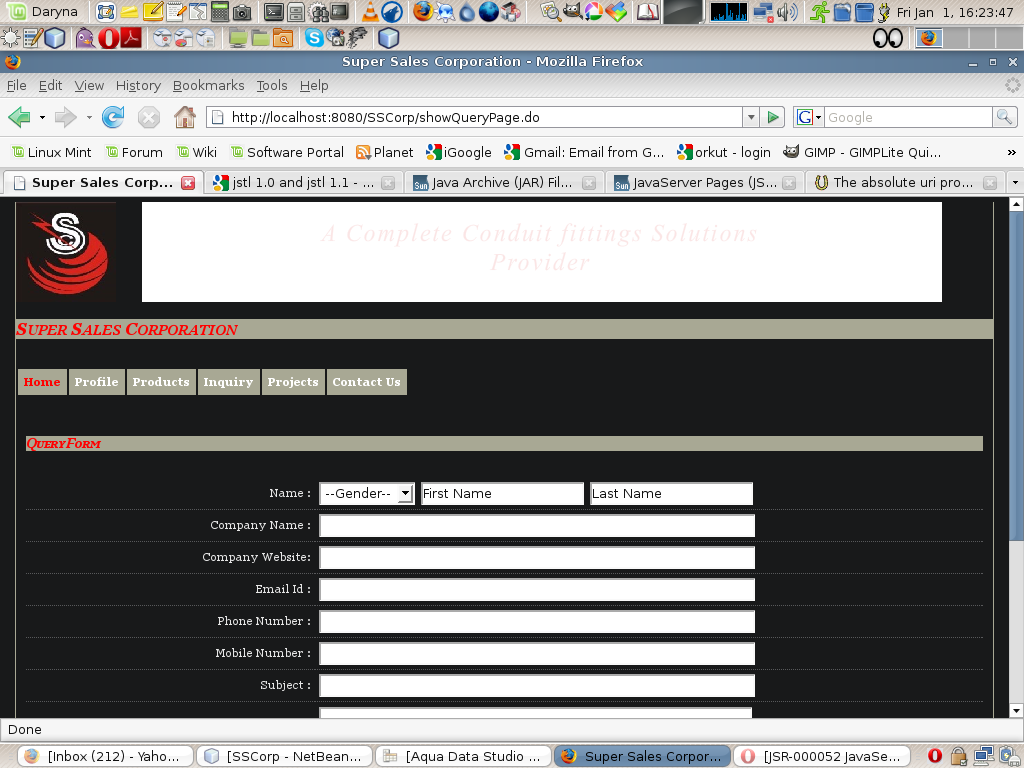 Daryna
Fri Jan 1, 16:23:47
Super Sales Corporation - Mozilla Firefox
File Edit View History Bookmarks Tools Help
http://localhost:8080/SSCorp/showQueryPage.do
G Google
Linux Mint Forum Wiki Software Portal Planet iGoogle Gmail: Email from G... orkut - login GIMP - GIMPLite Qui... »
Super Sales Corp... jstl 1.0 and jstl 1.1 - ... Java Archive (JAR) Fil... JavaServer Pages (JS... The absolute uri pro...
S
A Complete Conduit fittings Solutions
Provider
SUPER SALES CORPORATION
Home Profile Products Inquiry Projects Contact Us
QUERYFORM
Name : --Gender-- First Name Last Name
Company Name :
Company Website:
Email Id :
Phone Number :
Mobile Number :
Subject :
Done
[Inbox (212) - Yaho... [SSCorp - NetBean... [Aqua Data Studio ... Super Sales Corpor... [JSR-000052 JavaSe...